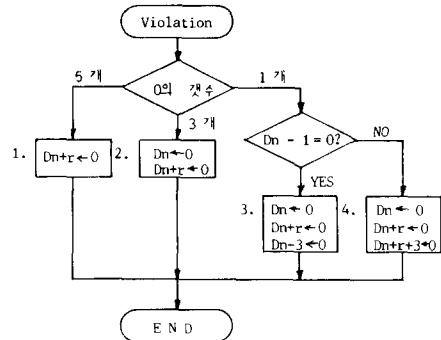 Violation
0의 갯수
5 개
3 개
1 개
1. Dn+r←0
2. Dn←0
Dn+r←0
Dn - 1 = 0?
YES
NO
3. Dn ← 0
Dn+r ← 0
Dn-3 ←0
4. Dn ← 0
Dn+r ← 0
Dn+r+3←0
E N D